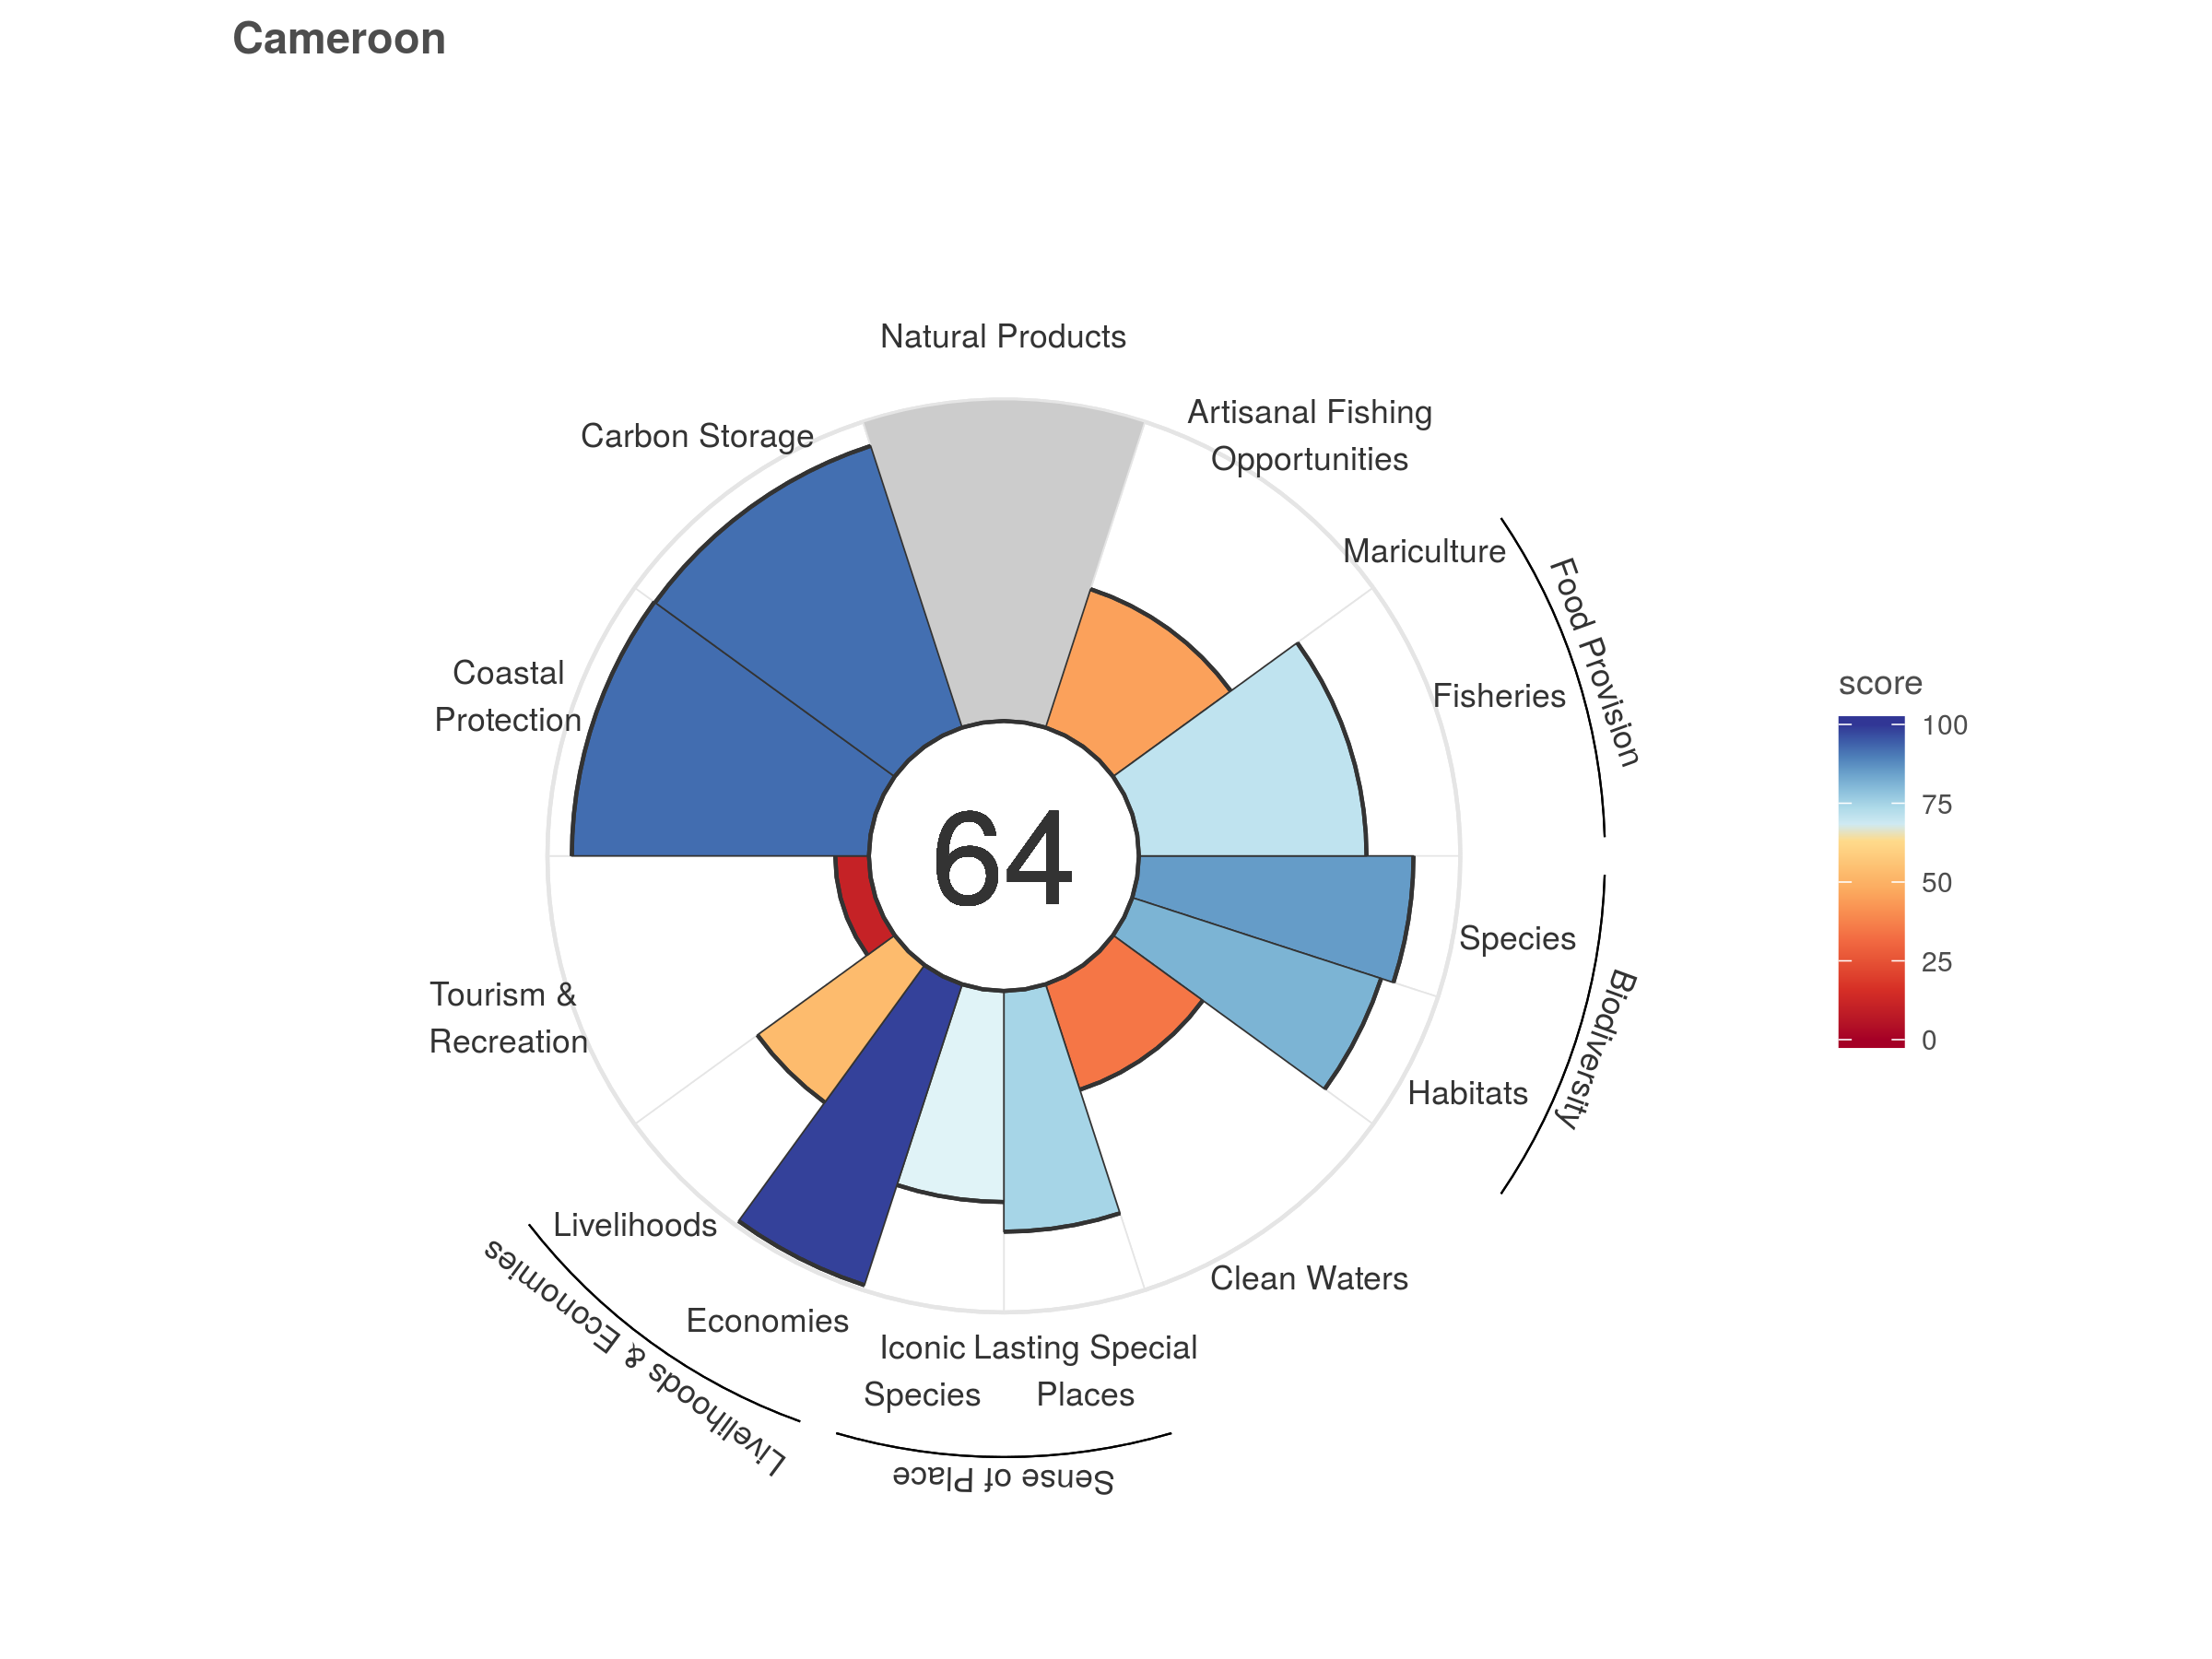 Cameroon
Natural Products
Artisanal Fishing
Opportunities
Carbon Storage
Mariculture
Food Provision
Fisheries
Coastal
Protection
score
100
75
50
25
0
64
Species
Biodiversity
Habitats
Tourism &
Recreation
Livelihoods
Clean Waters
Economies
Iconic
Species
Lasting Special
Places
Livelihoods & Economies
Sense of Place